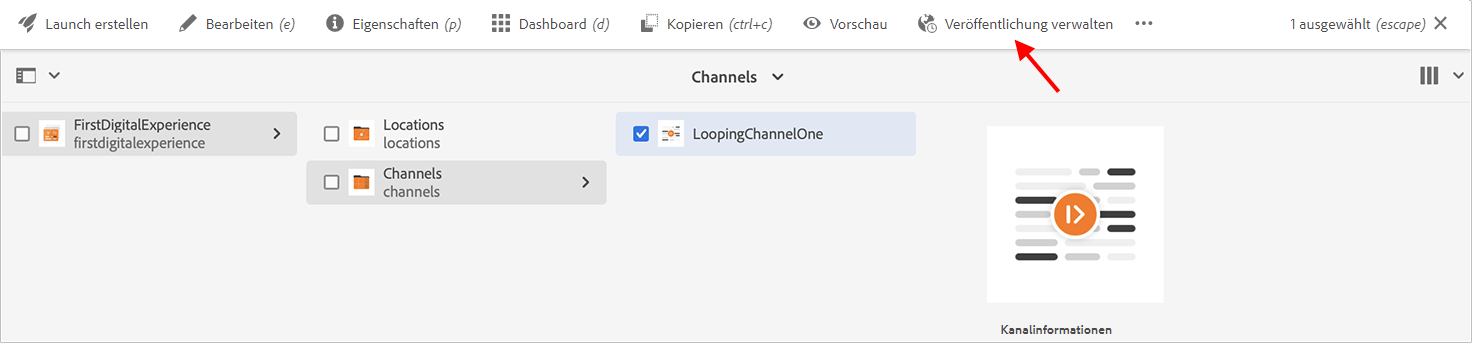 Launch erstellen Bearbeiten (e) Eigenschaften (p) Dashboard (d) Kopieren (ctrl+c) Vorschau Veröffentlichung verwalten ••• 1 ausgewählt (escape)
Channels
FirstDigitalExperience
firstdigitalexperience
Locations
locations
Channels
channels
LoopingChannelOne
Kanalinformationen